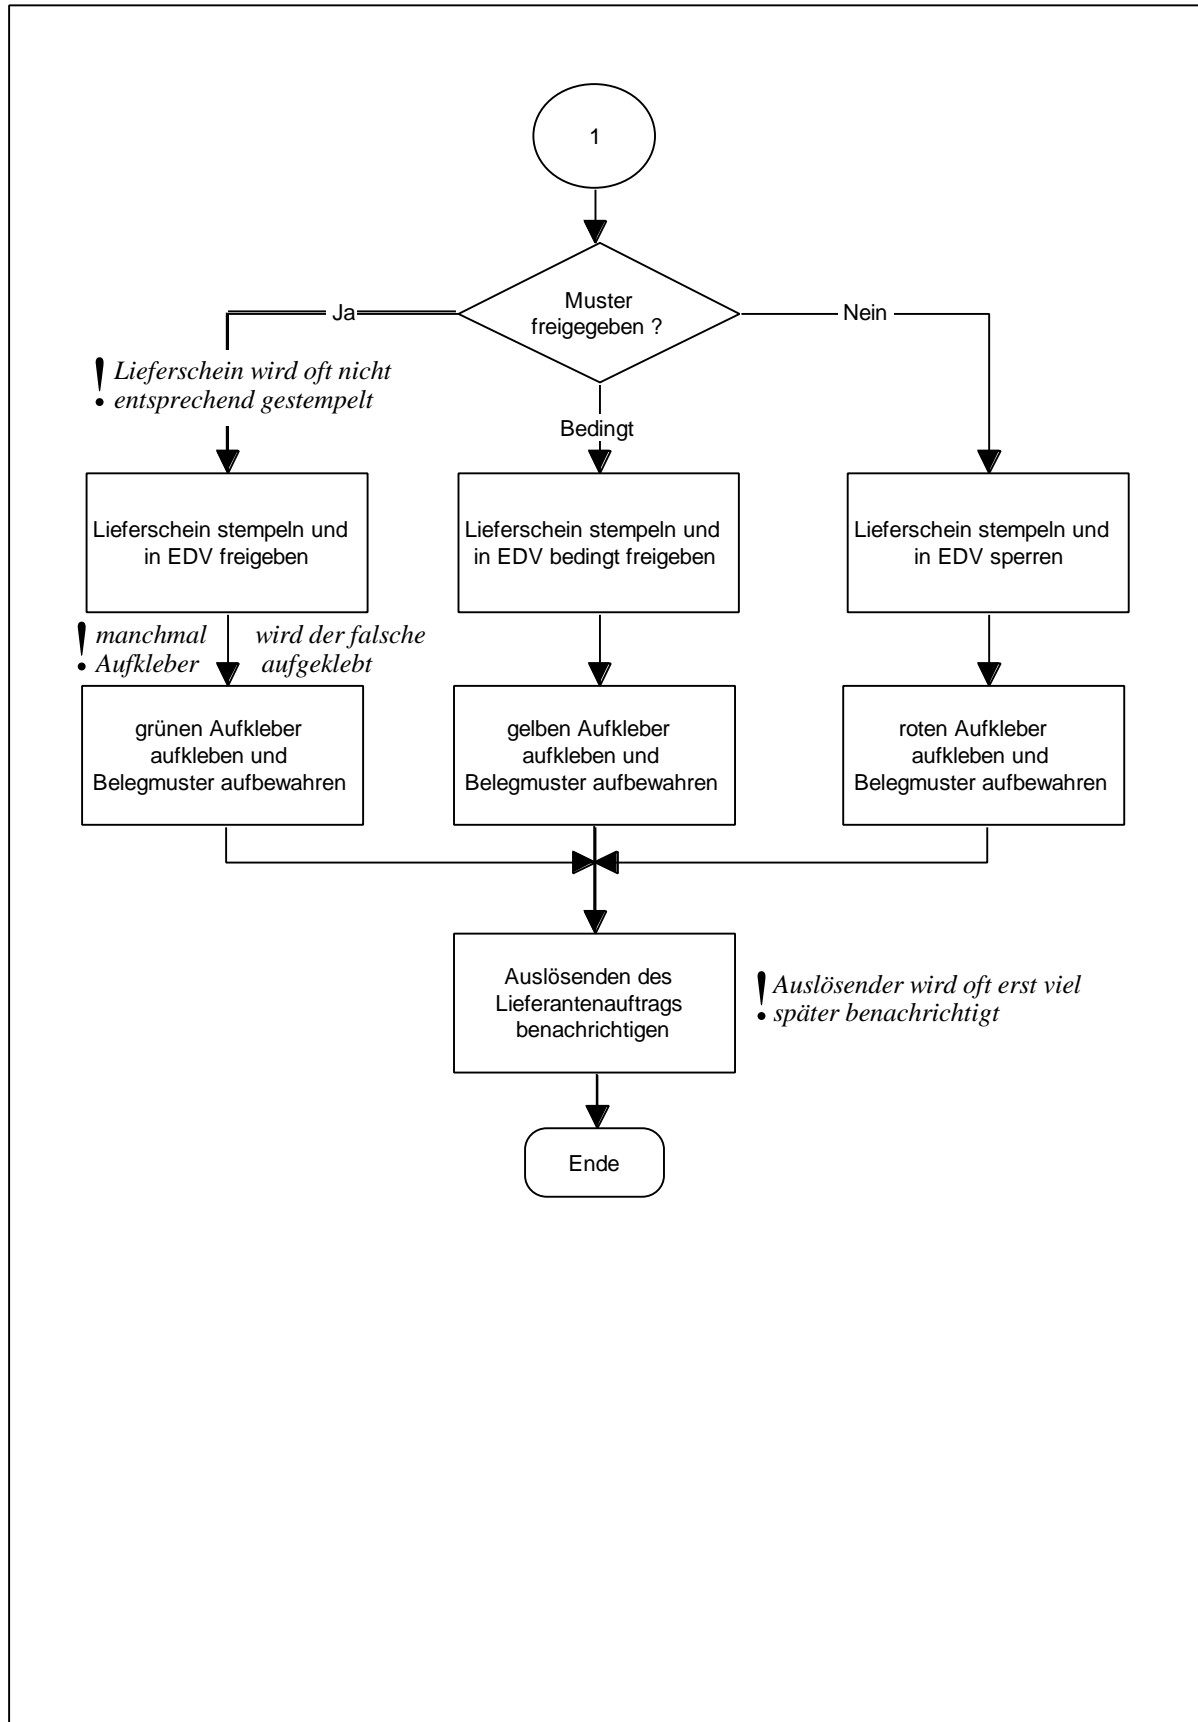 1
Muster
freigegeben ?
Ja
Nein
! Lieferschein wird oft nicht
entsprechend gestempelt
Bedingt
Lieferschein stempeln und
in EDV freigeben
Lieferschein stempeln und
in EDV bedingt freigeben
Lieferschein stempeln und
in EDV sperren
! manchmal wird der falsche
Aufkleber aufgeklebt
grünen Aufkleber
aufkleben und
Belegmuster aufbewahren
gelben Aufkleber
aufkleben und
Belegmuster aufbewahren
roten Aufkleber
aufkleben und
Belegmuster aufbewahren
Auslösenden des
Lieferantenauftrags
benachrichtigen
! Auslösender wird oft erst viel
später benachrichtigt
Ende